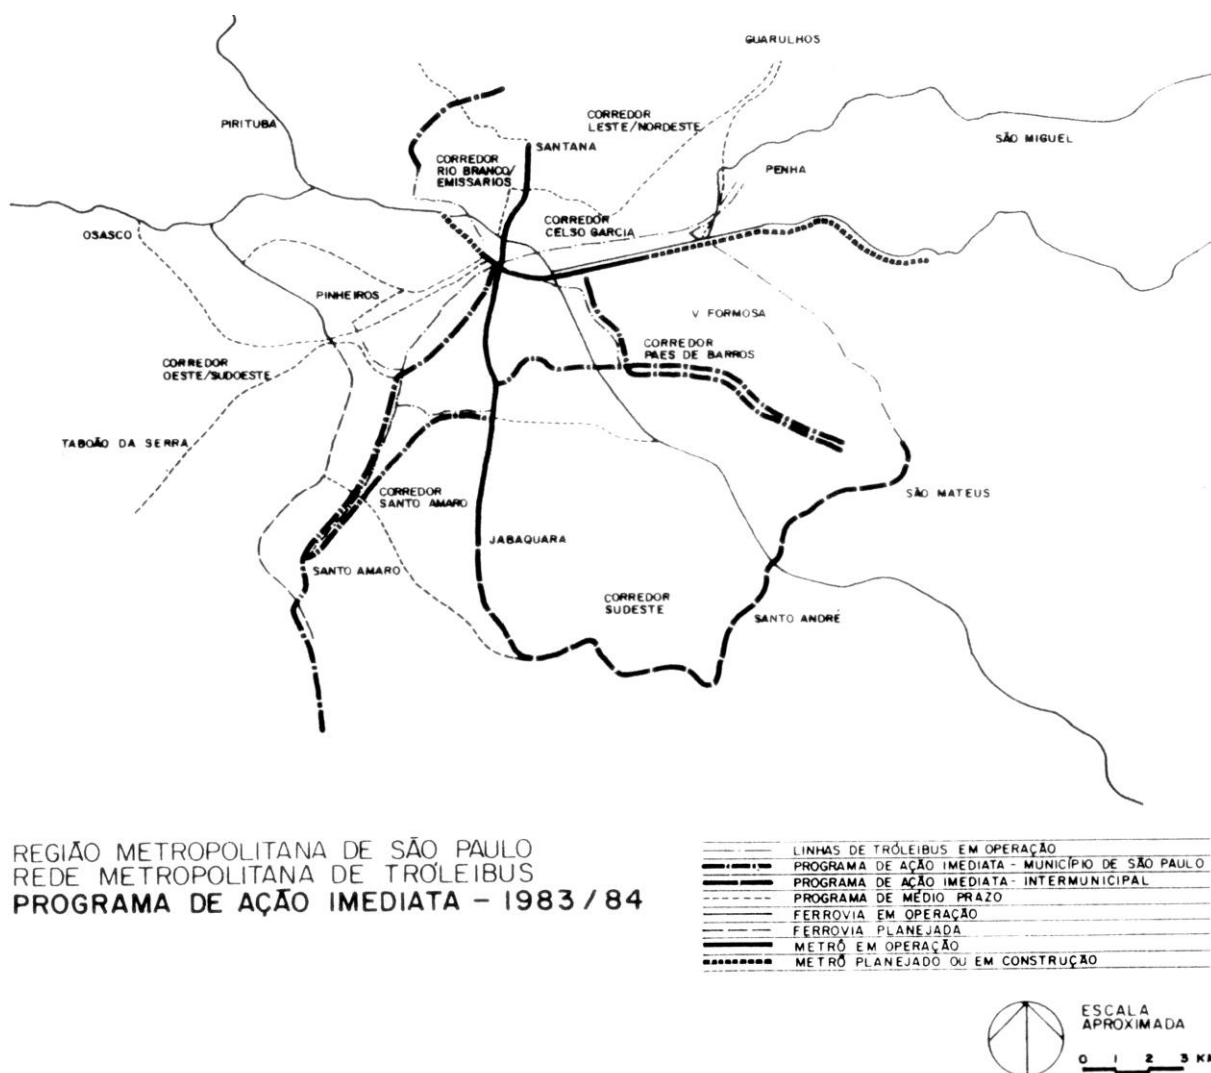 GUARULHOS
CORREDOR
LESTE/NORDESTE
PIRITUBA
SÃO MIGUEL
SANTANA
CORREDOR
RIO BRANCO/
EMISSARIOS
PENHA
CORREDOR
CELSO GARCIA
OSASCO
PINHEIROS
V FORMOSA
CORREDOR
PAES DE BARROS
CORREDOR
OESTE/SUDOESTE
TABOÃO DA SERRA
CORREDOR
SANTO AMARO
SÃO MATEUS
JABAQUARA
SANTO AMARO
CORREDOR
SUDESTE
SANTO ANDRÉ
REGIÃO METROPOLITANA DE SÃO PAULO
REDE METROPOLITANA DE TRÓLEIBUS
PROGRAMA DE AÇÃO IMEDIATA - 1983/84
LINHAS DE TRÓLEIBUS EM OPERAÇÃO
PROGRAMA DE AÇÃO IMEDIATA - MUNICÍPIO DE SÃO PAULO
PROGRAMA DE AÇÃO IMEDIATA - INTERMUNICIPAL
PROGRAMA DE MÉDIO PRAZO
FERROVIA EM OPERAÇÃO
FERROVIA PLANEJADA
METRÔ EM OPERAÇÃO
METRÔ PLANEJADO OU EM CONSTRUÇÃO
ESCALA
APROXIMADA
0 1 2 3 KM